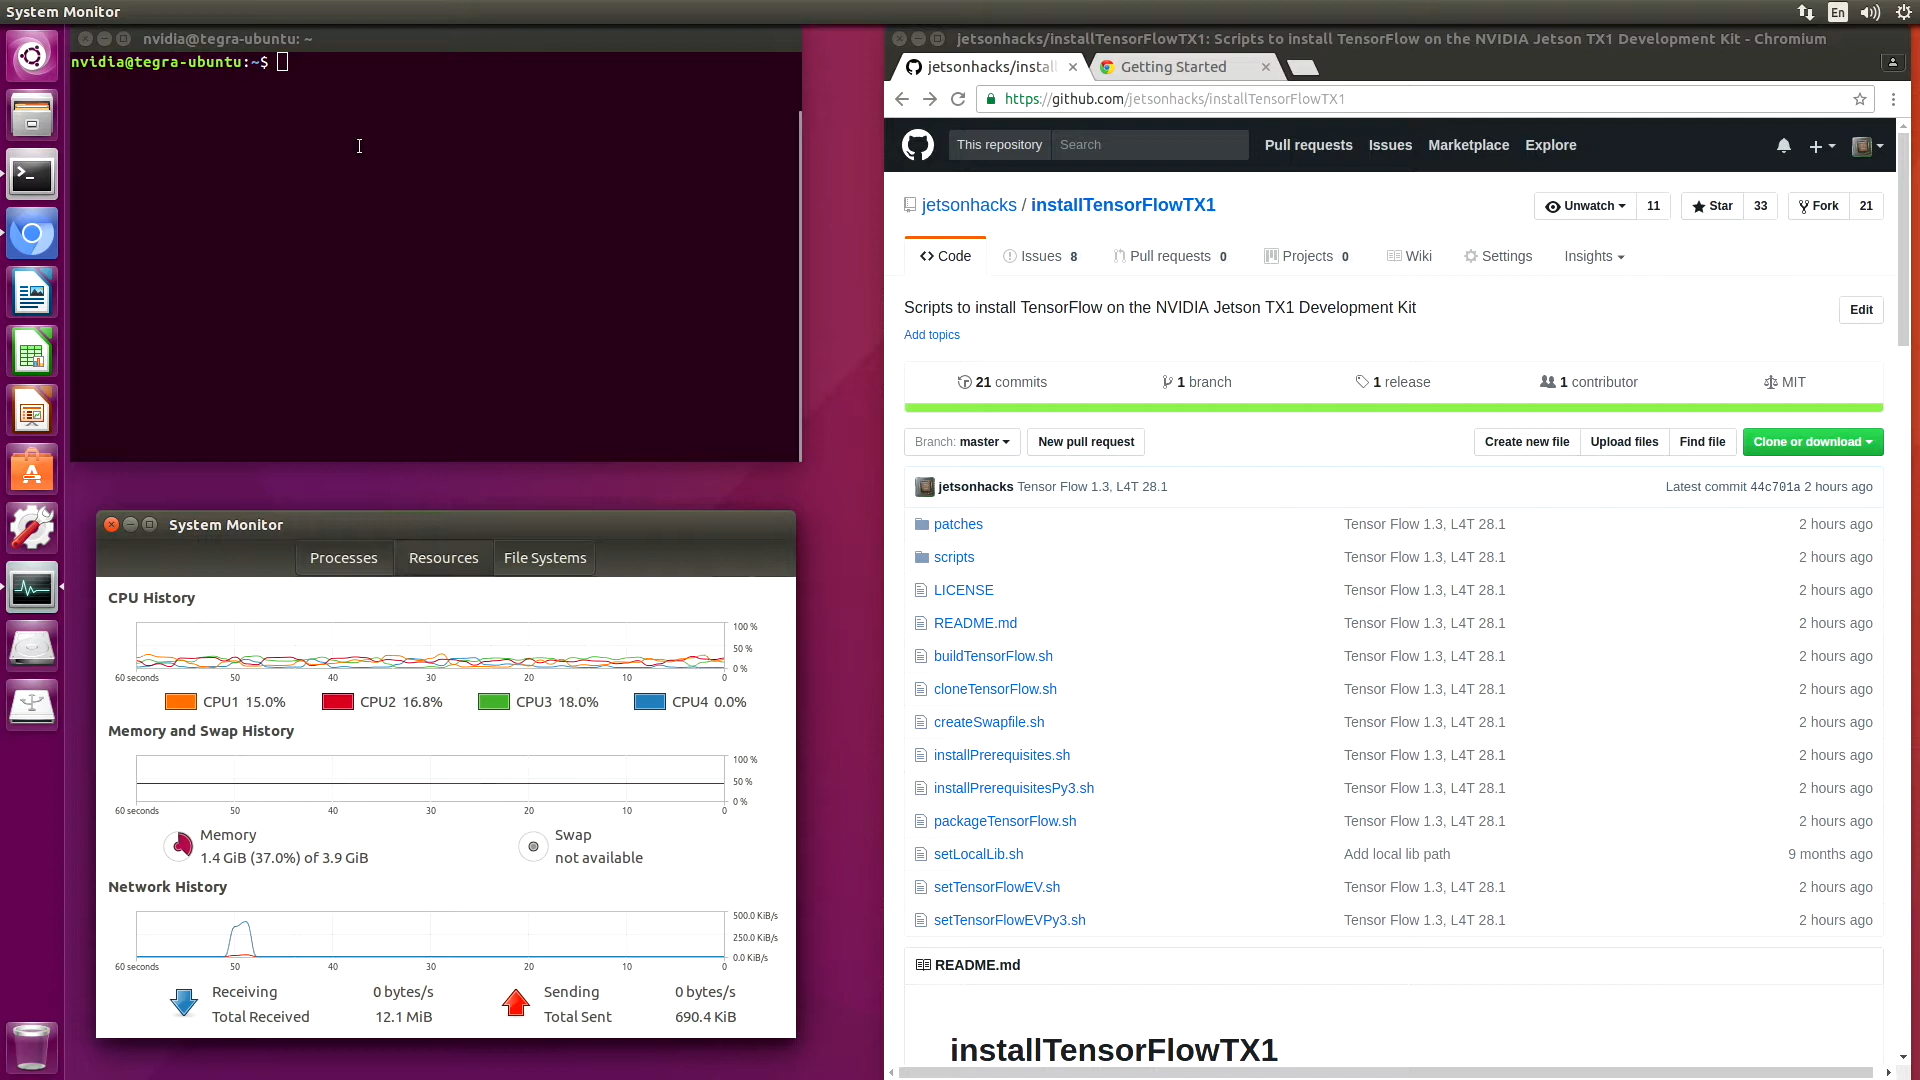 System Monitor
En
nvidia@tegra-ubuntu: ~
nvidia@tegra-ubuntu:~$
System Monitor
Processes Resources File Systems
CPU History
100 %
50 %
0 %
60 seconds 50 40 30 20 10 0
CPU1 15.0% CPU2 16.8% CPU3 18.0% CPU4 0.0%
Memory and Swap History
100 %
50 %
0 %
60 seconds 50 40 30 20 10 0
Memory
1.4 GiB (37.0%) of 3.9 GiB
Swap
not available
Network History
500.0 KiB/s
250.0 KiB/s
0.0 KiB/s
60 seconds 50 40 30 20 10 0
Receiving 0 bytes/s Sending 0 bytes/s
Total Received 12.1 MiB Total Sent 690.4 KiB
jetsonhacks/installTensorFlowTX1: Scripts to install TensorFlow on the NVIDIA Jetson TX1 Development Kit - Chromium
jetsonhacks/install Getting Started
https://github.com/jetsonhacks/installTensorFlowTX1
This repository Search Pull requests Issues Marketplace Explore
jetsonhacks / installTensorFlowTX1
Unwatch 11 Star 33 Fork 21
Code Issues 8 Pull requests 0 Projects 0 Wiki Settings Insights
Scripts to install TensorFlow on the NVIDIA Jetson TX1 Development Kit
Edit
Add topics
21 commits 1 branch 1 release 1 contributor MIT
Branch: master New pull request Create new file Upload files Find file Clone or download
jetsonhacks Tensor Flow 1.3, L4T 28.1 Latest commit 44c701a 2 hours ago
patches Tensor Flow 1.3, L4T 28.1 2 hours ago
scripts Tensor Flow 1.3, L4T 28.1 2 hours ago
LICENSE Tensor Flow 1.3, L4T 28.1 2 hours ago
README.md Tensor Flow 1.3, L4T 28.1 2 hours ago
buildTensorFlow.sh Tensor Flow 1.3, L4T 28.1 2 hours ago
cloneTensorFlow.sh Tensor Flow 1.3, L4T 28.1 2 hours ago
createSwapfile.sh Tensor Flow 1.3, L4T 28.1 2 hours ago
installPrerequisites.sh Tensor Flow 1.3, L4T 28.1 2 hours ago
installPrerequisitesPy3.sh Tensor Flow 1.3, L4T 28.1 2 hours ago
packageTensorFlow.sh Tensor Flow 1.3, L4T 28.1 2 hours ago
setLocalLib.sh Add local lib path 9 months ago
setTensorFlowEV.sh Tensor Flow 1.3, L4T 28.1 2 hours ago
setTensorFlowEVPy3.sh Tensor Flow 1.3, L4T 28.1 2 hours ago
README.md
installTensorFlowTX1